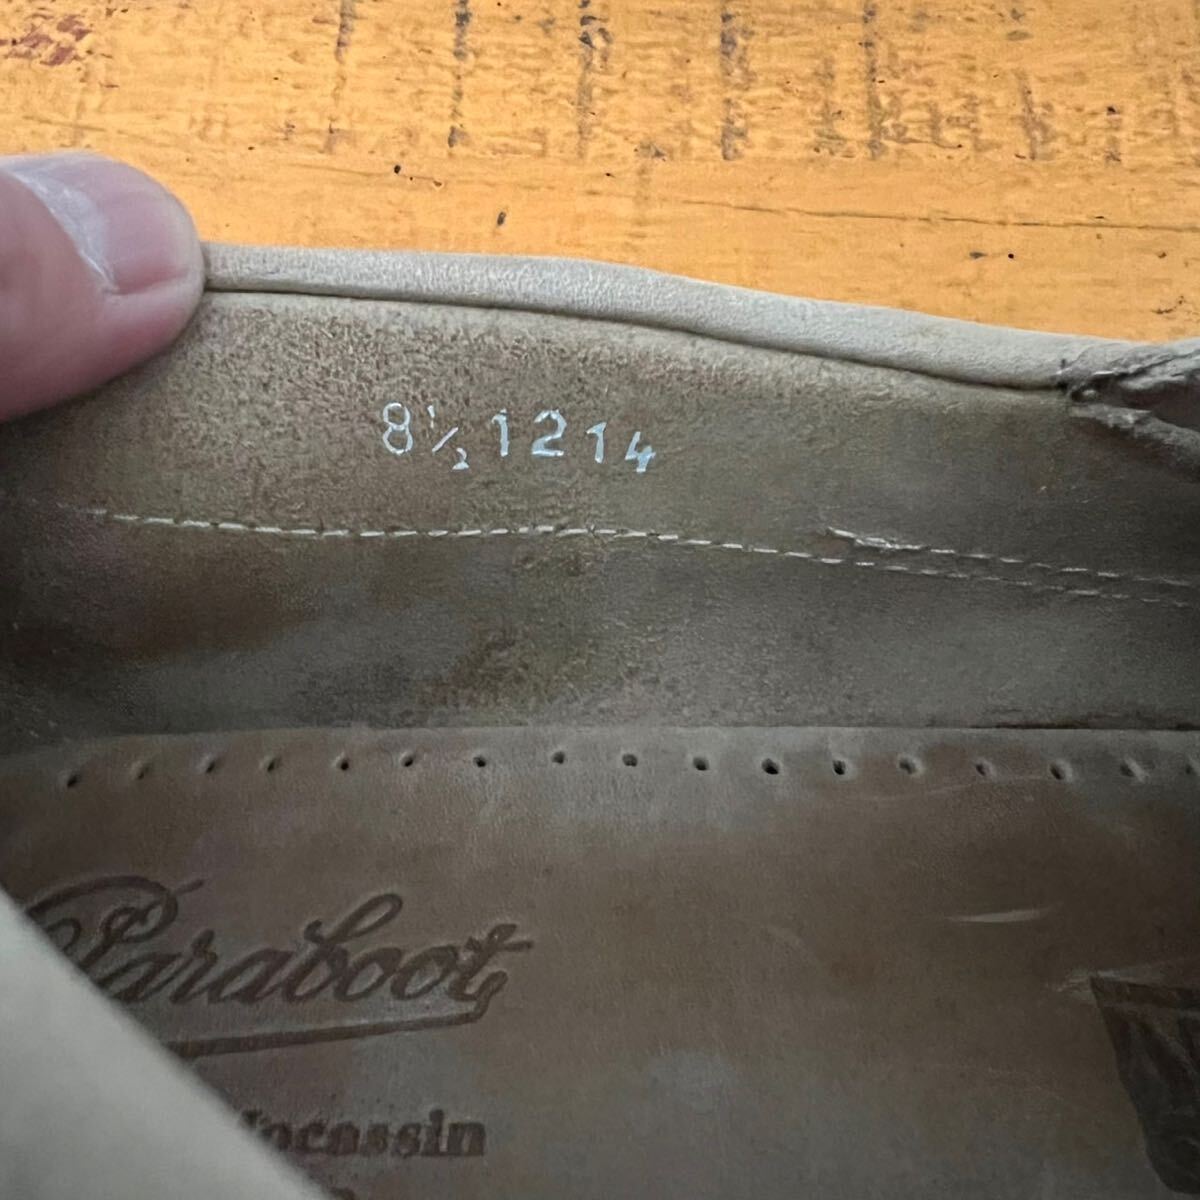 8½ 1214
Paraboot
ocassin